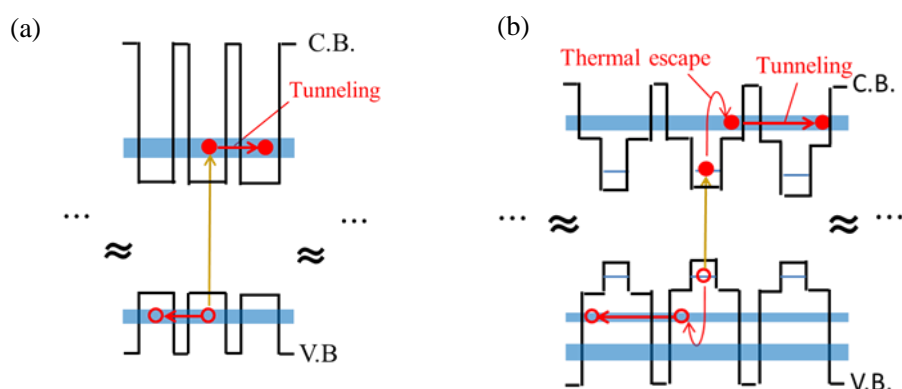 (a)
C.B.
Tunneling
...
...
≈
≈
V.B
(b)
Thermal escape
Tunneling
C.B.
...
≈
≈
...
V.B.